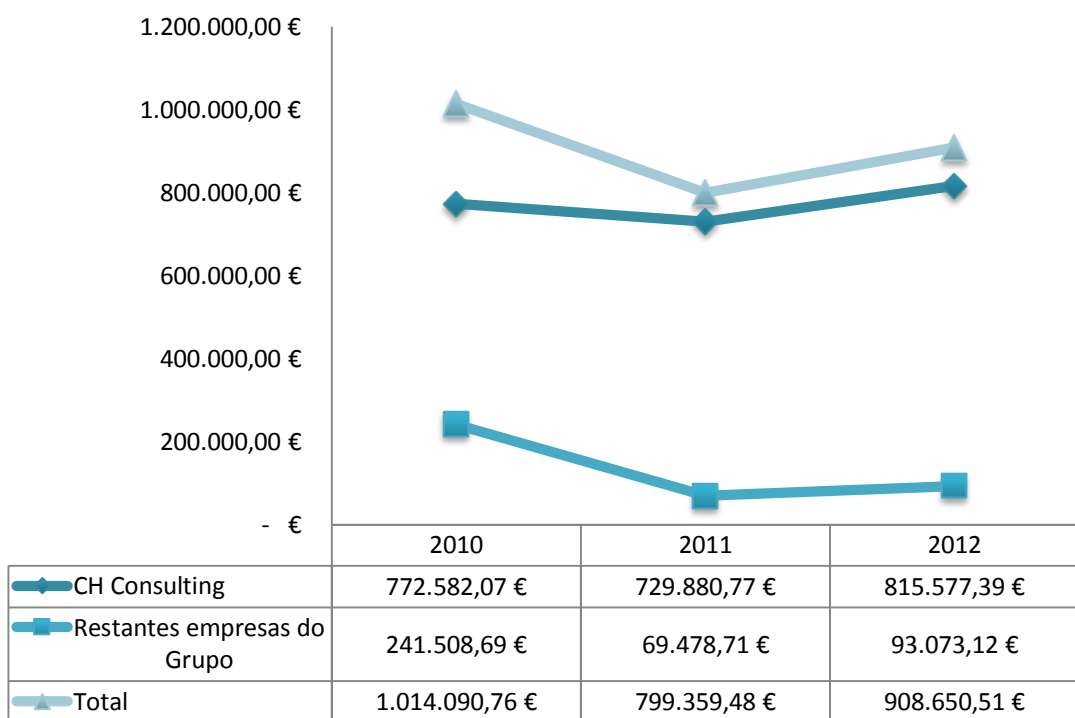 1.200.000,00 €
1.000.000,00 €
800.000,00 €
600.000,00 €
400.000,00 €
200.000,00 €
- €
2010 2011 2012
CH Consulting 772.582,07 € 729.880,77 € 815.577,39 €
Restantes empresas do
Grupo 241.508,69 € 69.478,71 € 93.073,12 €
Total 1.014.090,76 € 799.359,48 € 908.650,51 €